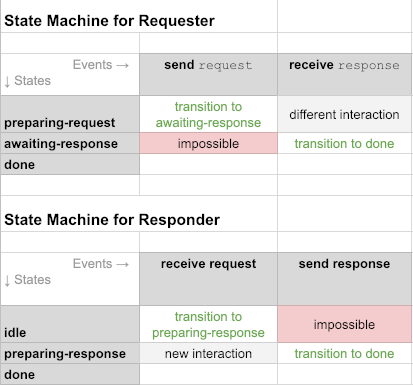 State Machine for Requester
Events → send request receive response
↓ States
transition to
preparing-request awaiting-response different interaction
awaiting-response impossible transition to done
done
State Machine for Responder
Events → receive request send response
↓ States
transition to
idle preparing-response impossible
preparing-response new interaction transition to done
done